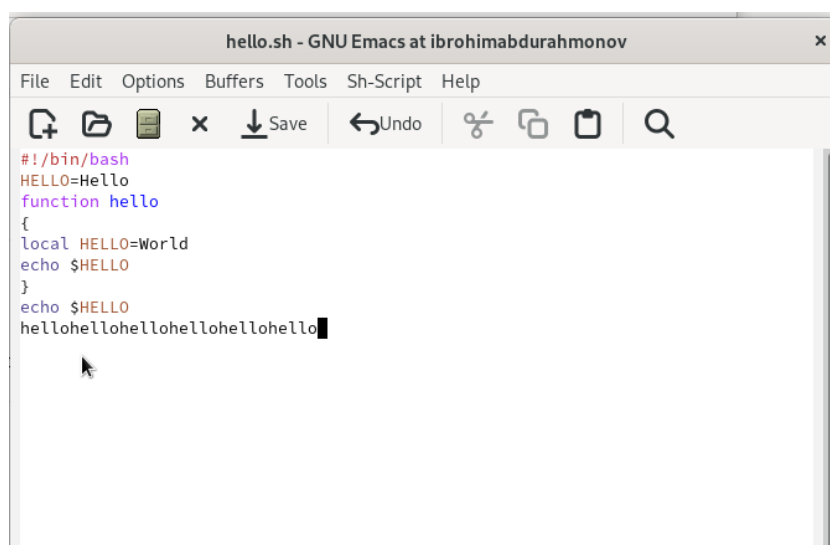 hello.sh - GNU Emacs at ibrohimabdurahmonov
File Edit Options Buffers Tools Sh-Script Help
Save Undo
#!/bin/bash
HELLO=Hello
function hello
{
local HELLO=World
echo $HELLO
}
echo $HELLO
hellohellohellohellohellohello